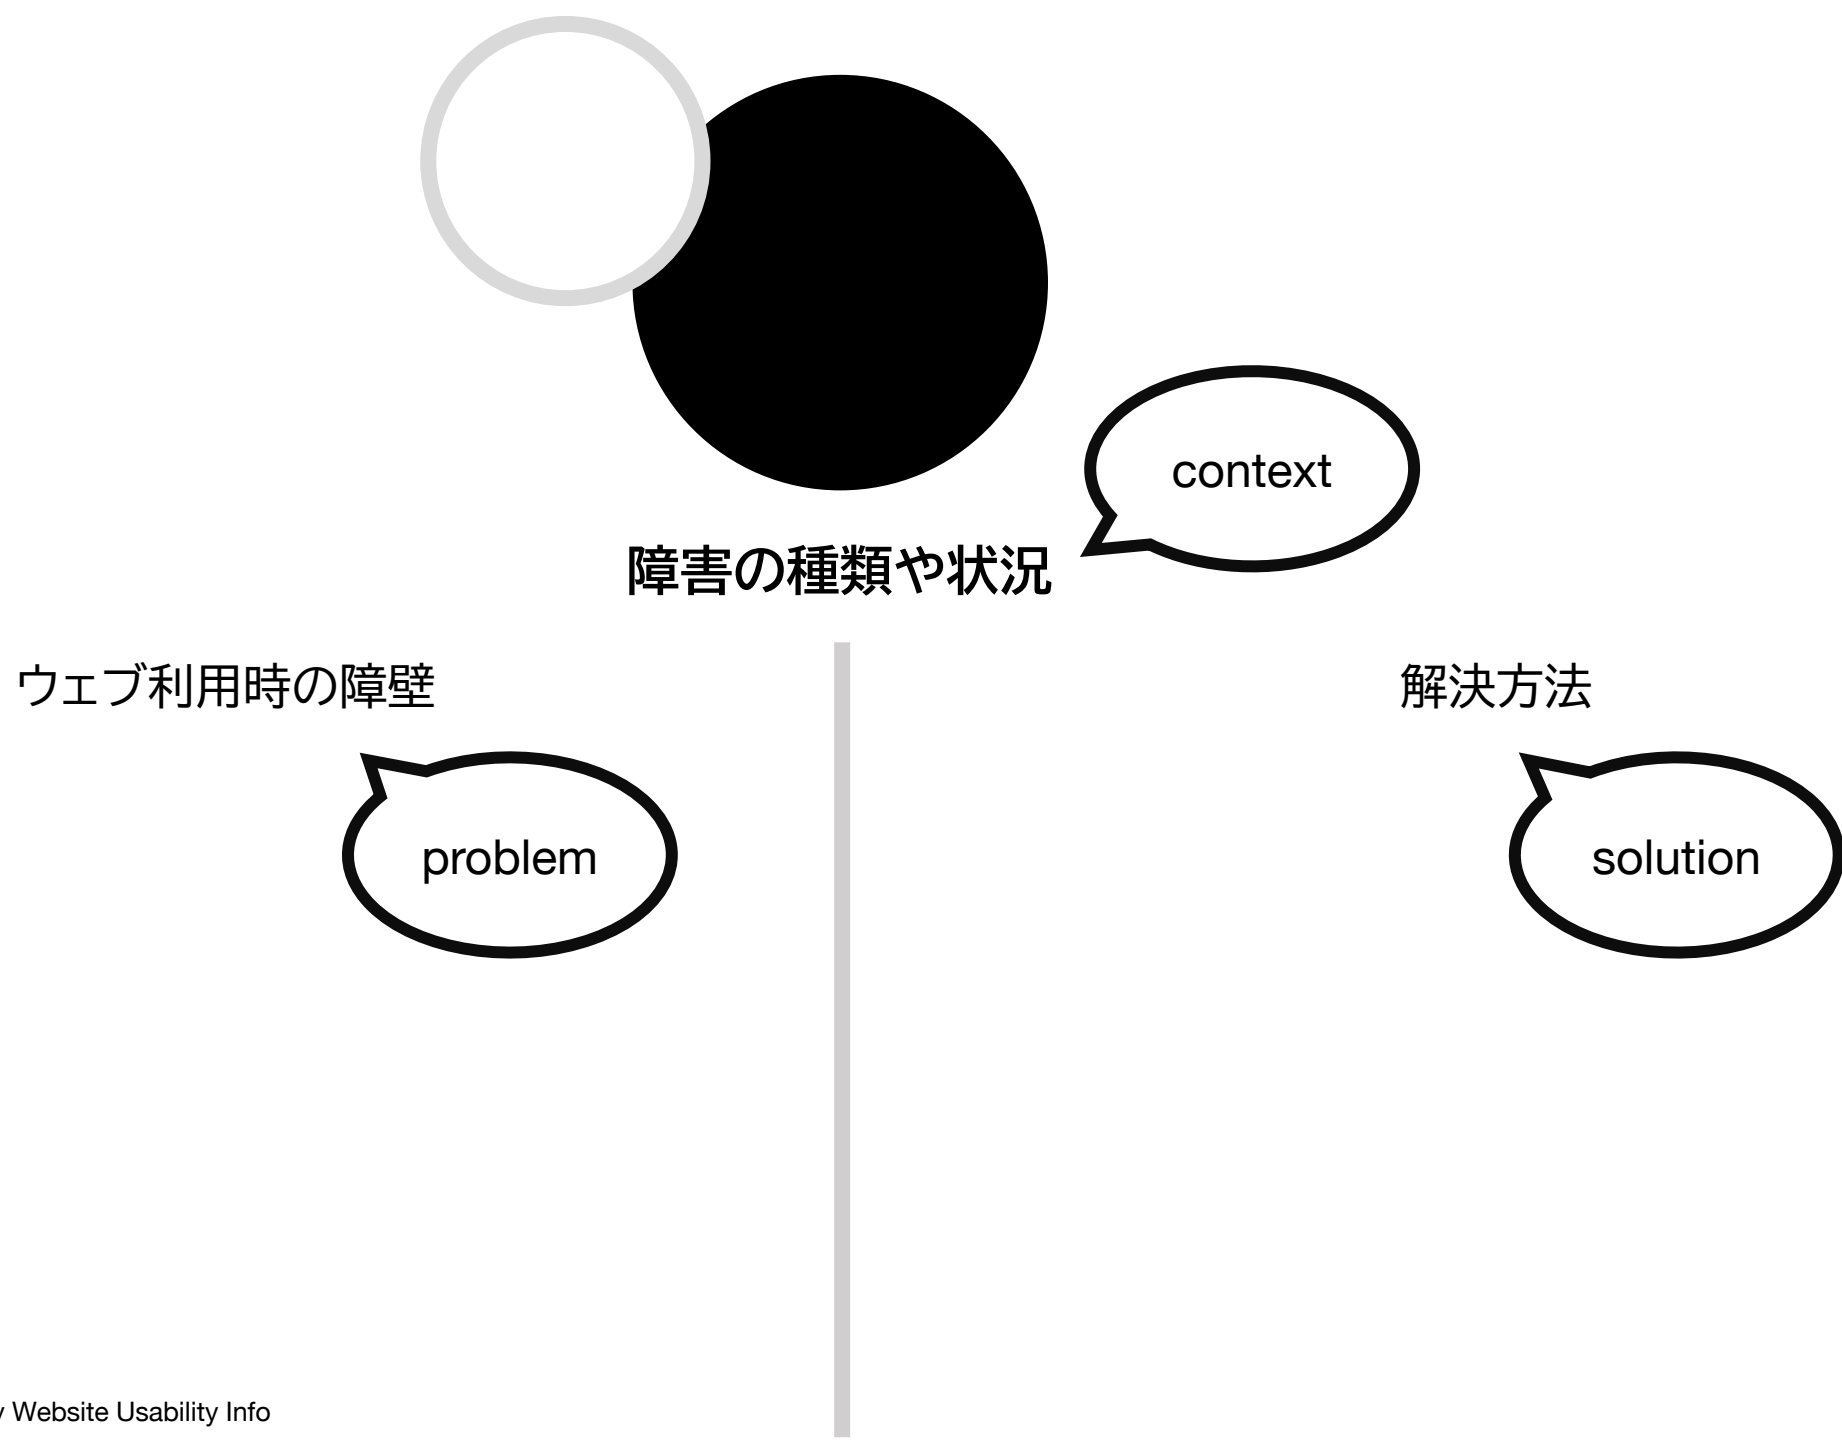 context
障害の種類や状況
ウェブ利用時の障壁
解決方法
problem
solution
Website Usability Info